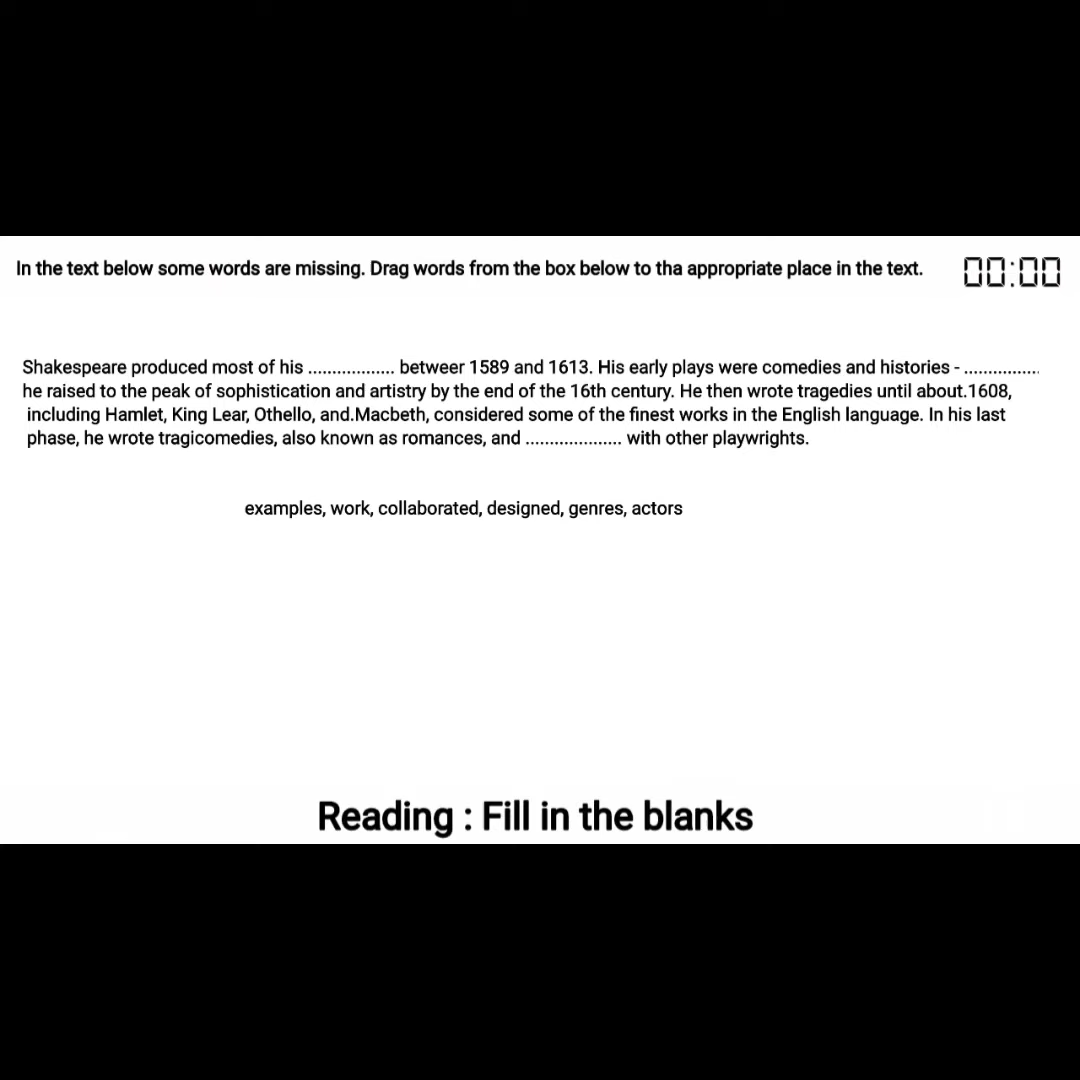 In the text below some words are missing. Drag words from the box below to tha appropriate place in the text.
00:00
Shakespeare produced most of his ................. betweer 1589 and 1613. His early plays were comedies and histories - ...............
he raised to the peak of sophistication and artistry by the end of the 16th century. He then wrote tragedies until about.1608,
including Hamlet, King Lear, Othello, and.Macbeth, considered some of the finest works in the English language. In his last
phase, he wrote tragicomedies, also known as romances, and ................... with other playwrights.
examples, work, collaborated, designed, genres, actors
Reading : Fill in the blanks